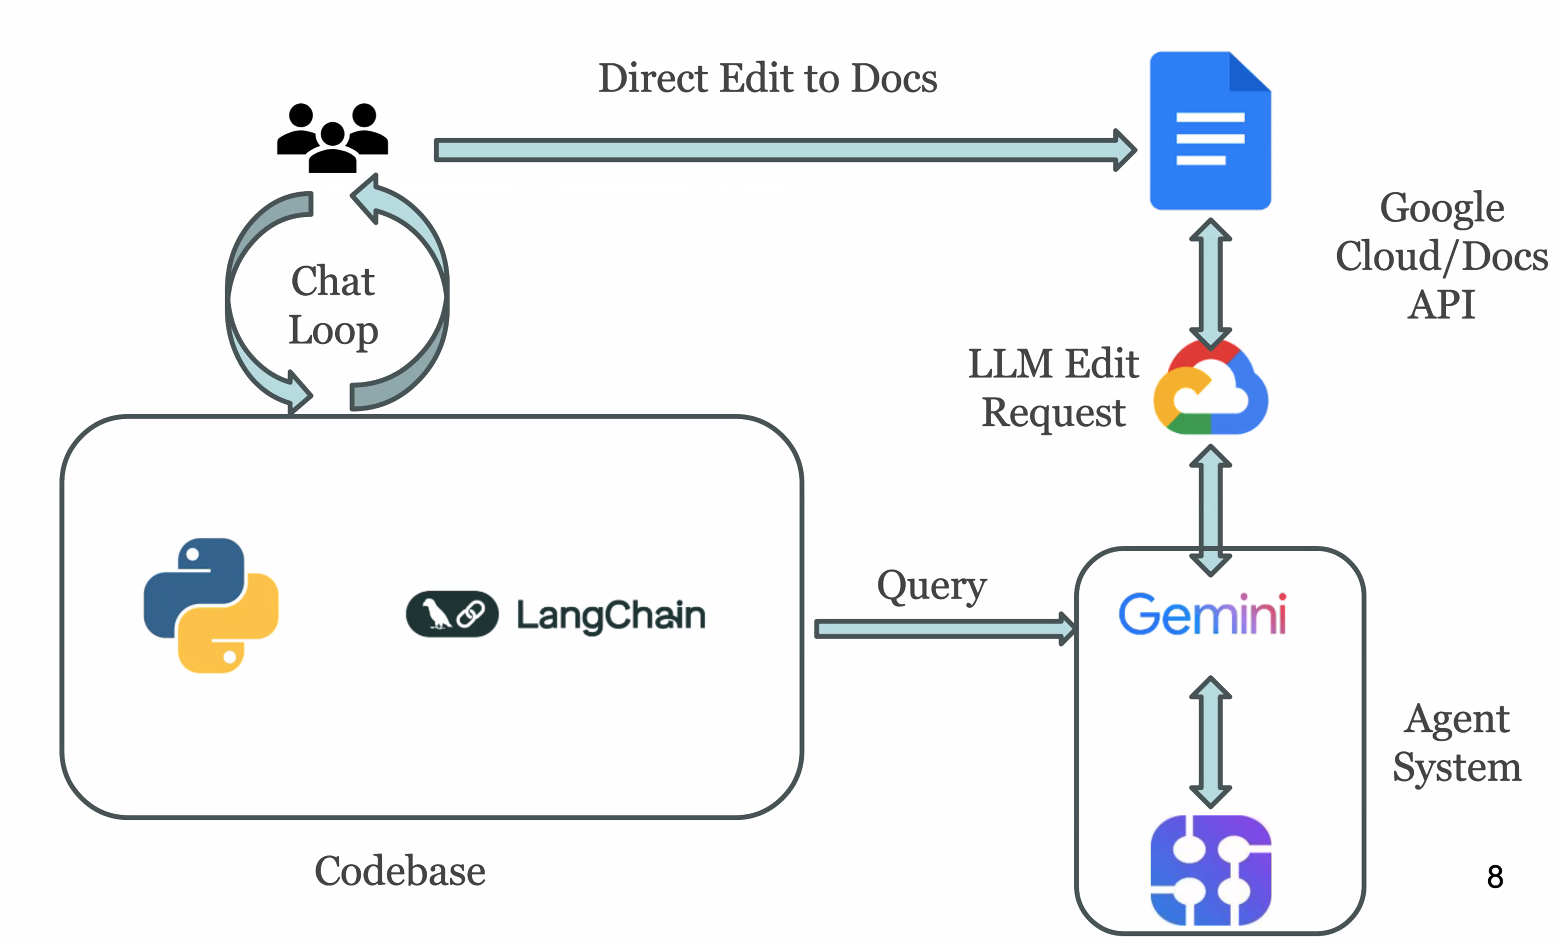 Direct Edit to Docs
Google
Cloud/Docs
API
Chat
Loop
LLM Edit
Request
Query
LangChain
Gemini
Agent
System
Codebase
8